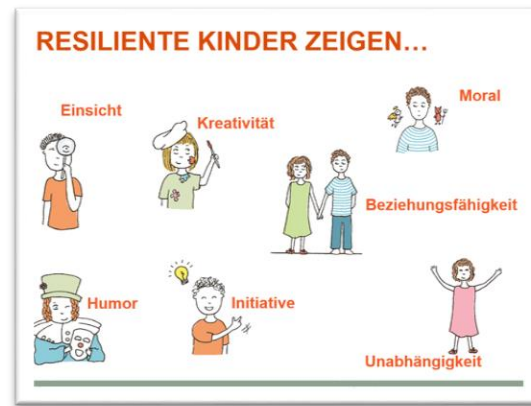 RESILIENTE KINDER ZEIGEN...
Einsicht
Kreativität
Moral
Beziehungsfähigkeit
Humor
Initiative
Unabhängigkeit